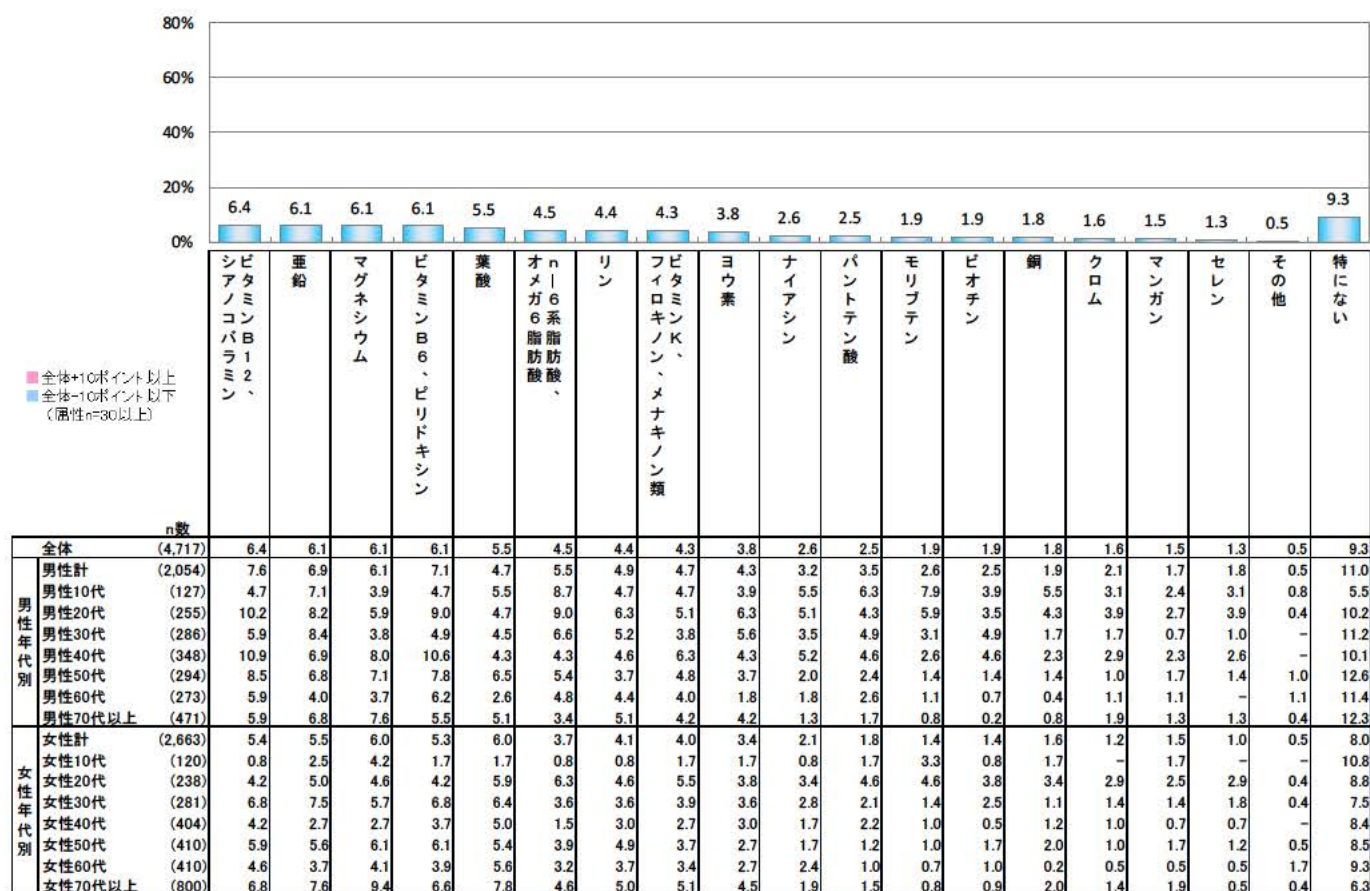 80%
60%
40%
20%
0%
6.4 6.1 6.1 6.1 5.5 4.5 4.4 4.3 3.8 2.6 2.5 1.9 1.9 1.8 1.6 1.5 1.3 0.5 9.3
ビタミンB12、
シアノコバラミン
亜鉛
マグネシウム
ビタミンB6、ピリドキシン
葉酸
n―6系脂肪酸、
オメガ6脂肪酸
リン
ビタミンK、
フィロキノン、メナキノン類
ヨウ素
ナイアシン
パントテン酸
モリブテン
ビオチン
銅
クロム
マンガン
セレン
その他
特にない
全体+10ポイント以上
全体-10ポイント以下
(属性n=30以上)
n数
全体 (4,717) 6.4 6.1 6.1 6.1 5.5 4.5 4.4 4.3 3.8 2.6 2.5 1.9 1.9 1.8 1.6 1.5 1.3 0.5 9.3
男性年代別
男性計 (2,054) 7.6 6.9 6.1 7.1 4.7 5.5 4.9 4.7 4.3 3.2 3.5 2.6 2.5 1.9 2.1 1.7 1.8 0.5 11.0
男性10代 (127) 4.7 7.1 3.9 4.7 5.5 8.7 4.7 4.7 3.9 5.5 6.3 7.9 3.9 5.5 3.1 2.4 3.1 0.8 5.5
男性20代 (255) 10.2 8.2 5.9 9.0 4.7 9.0 6.3 5.1 6.3 5.1 4.3 5.9 3.5 4.3 3.9 2.7 3.9 0.4 10.2
男性30代 (286) 5.9 8.4 3.8 4.9 4.5 6.6 5.2 3.8 5.6 3.5 4.9 3.1 4.9 1.7 1.7 0.7 1.0 - 11.2
男性40代 (348) 10.9 6.9 8.0 10.6 4.3 4.3 4.6 6.3 4.3 5.2 4.6 2.6 4.6 2.3 2.9 2.3 2.6 - 10.1
男性50代 (294) 8.5 6.8 7.1 7.8 6.5 5.4 3.7 4.8 3.7 2.0 2.4 1.4 1.4 1.4 1.0 1.7 1.4 1.0 12.6
男性60代 (273) 5.9 4.0 3.7 6.2 2.6 4.8 4.4 4.0 1.8 1.8 2.6 1.1 0.7 0.4 1.1 1.1 - 1.1 11.4
男性70代以上 (471) 5.9 6.8 7.6 5.5 5.1 3.4 5.1 4.2 4.2 1.3 1.7 0.8 0.2 0.8 1.9 1.3 1.3 0.4 12.3
女性年代別
女性計 (2,663) 5.4 5.5 6.0 5.3 6.0 3.7 4.1 4.0 3.4 2.1 1.8 1.4 1.4 1.6 1.2 1.5 1.0 0.5 8.0
女性10代 (120) 0.8 2.5 4.2 1.7 1.7 0.8 0.8 1.7 1.7 0.8 1.7 3.3 0.8 1.7 - 1.7 - - 10.8
女性20代 (238) 4.2 5.0 4.6 4.2 5.9 6.3 4.6 5.5 3.8 3.4 4.6 4.6 3.8 3.4 2.9 2.5 2.9 0.4 8.8
女性30代 (281) 6.8 7.5 5.7 6.8 6.4 3.6 3.6 3.9 3.6 2.8 2.1 1.4 2.5 1.1 1.4 1.4 1.8 0.4 7.5
女性40代 (404) 4.2 2.7 2.7 3.7 5.0 1.5 3.0 2.7 3.0 1.7 2.2 1.0 0.5 1.2 1.0 0.7 0.7 - 8.4
女性50代 (410) 5.9 5.6 6.1 6.1 5.4 3.9 4.9 3.7 2.7 1.7 1.2 1.0 1.7 2.0 1.0 1.7 1.2 0.5 8.5
女性60代 (410) 4.6 3.7 4.1 3.9 5.6 3.2 3.7 3.4 2.7 2.4 1.0 0.7 1.0 0.2 0.5 0.5 0.5 1.7 9.3
女性70代以上 (800) 6.8 7.6 9.4 6.6 7.8 4.6 5.0 5.1 4.5 1.9 1.5 0.8 0.9 2.0 1.4 1.9 0.5 0.4 6.3